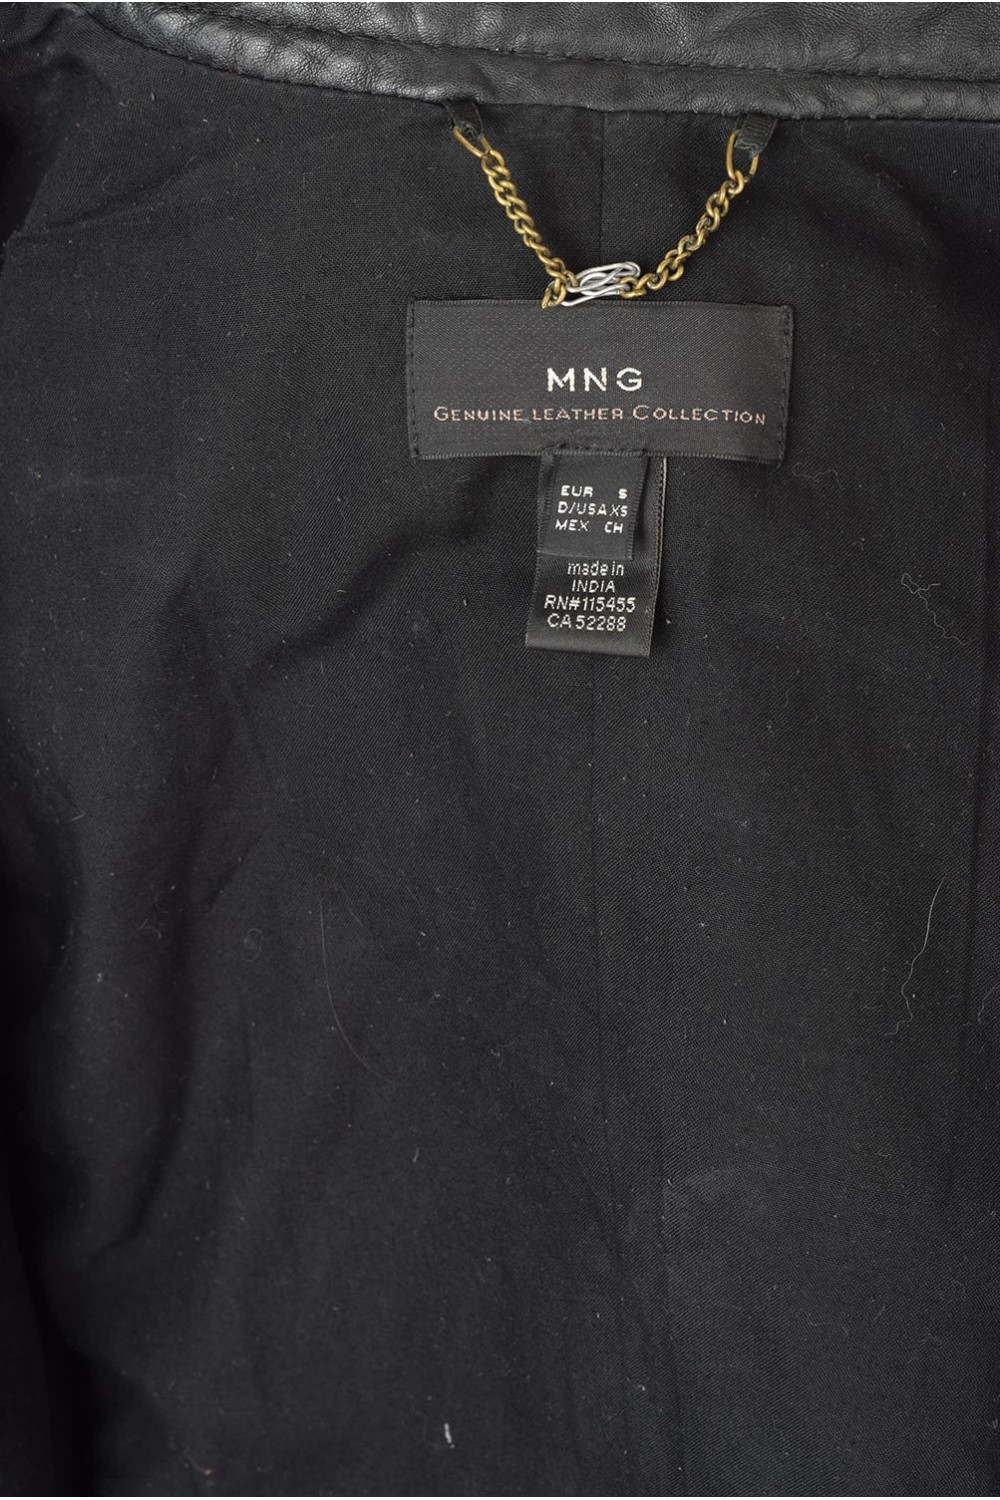 MNG
GENUINE LEATHER COLLECTION
EUR S
D/USA XS
MEX CH
made in
INDIA
RN#115455
CA 52288